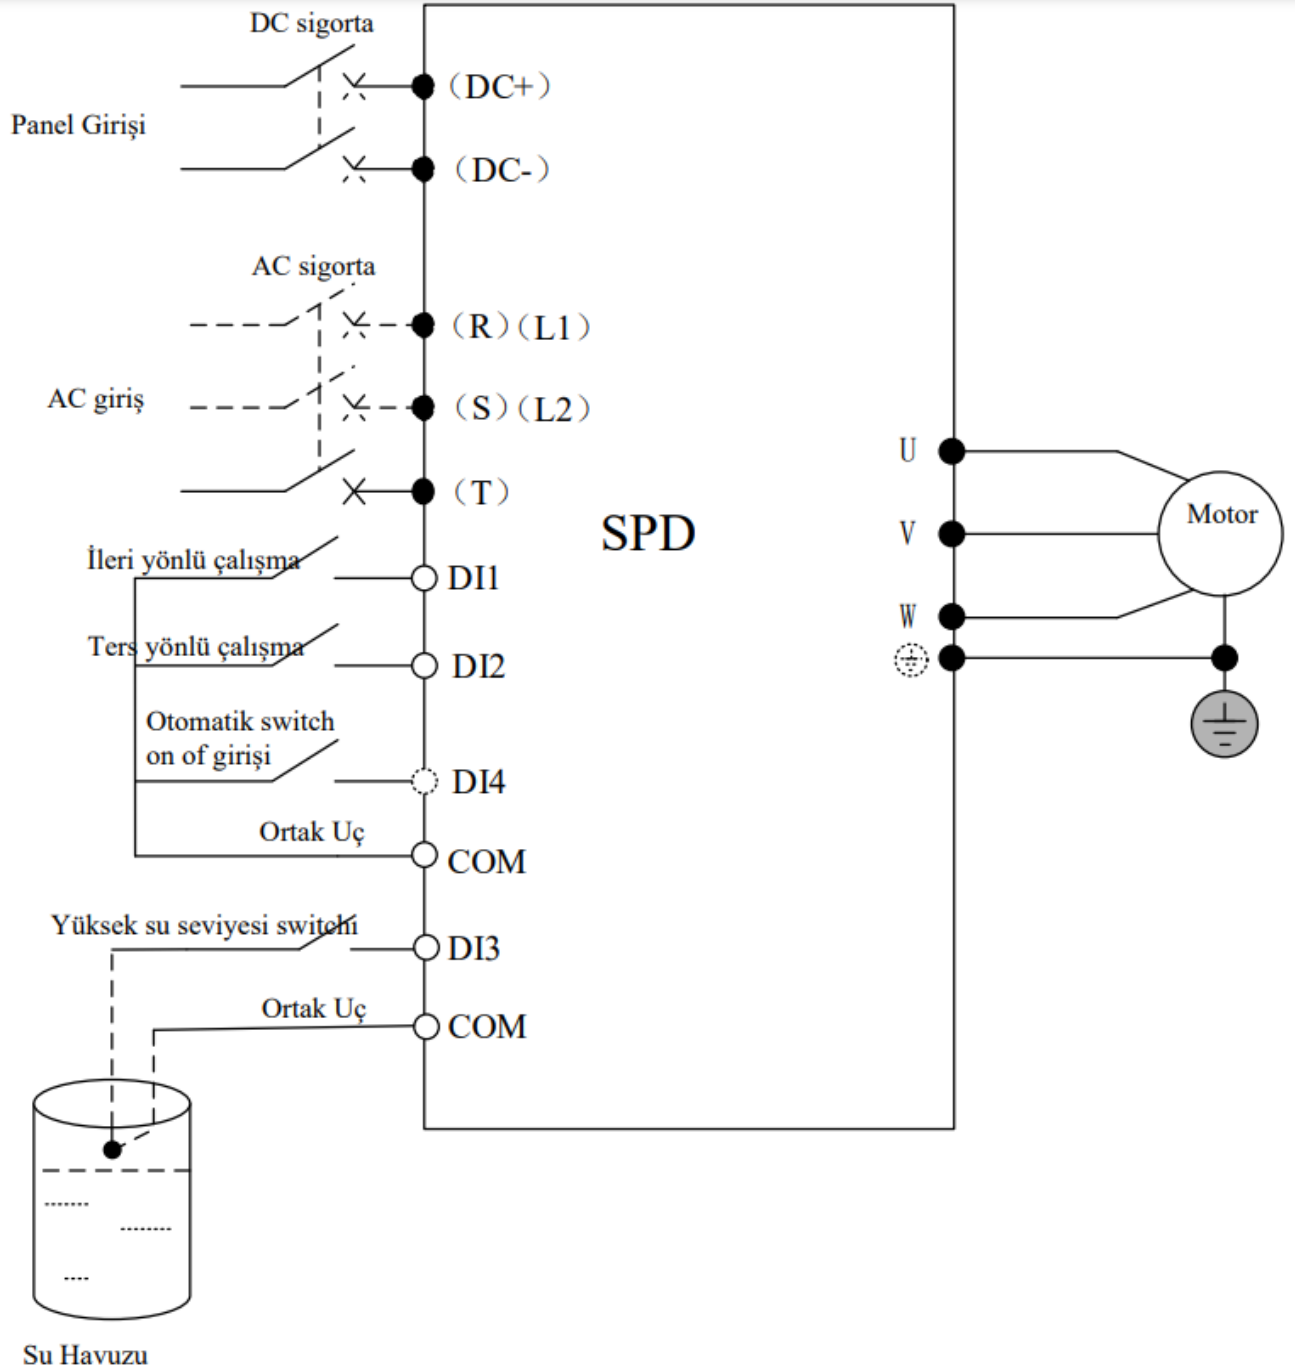 DC sigorta
(DC+)
Panel Girişi
(DC-)
AC sigorta
(R)(L1)
AC giriş
(S)(L2)
(T)
SPD
U
V
W
Motor
İleri yönlü çalışma
DI1
Ters yönlü çalışma
DI2
Otomatik switch
on of girişi
DI4
Ortak Uç
COM
Yüksek su seviyesi switchi
DI3
Ortak Uç
COM
Su Havuzu